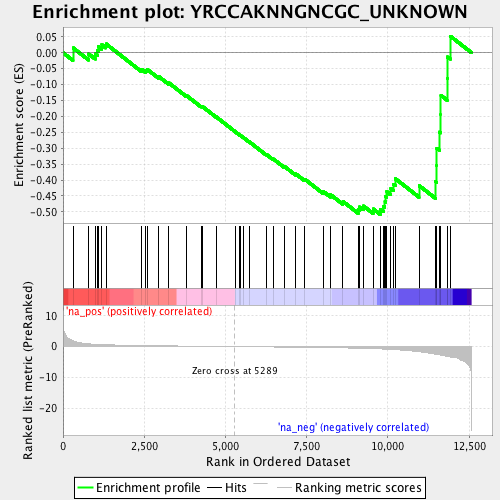 Enrichment plot: YRCCAKNNGNCGC_UNKNOWN
Enrichment score (ES)
0.05
0.00
-0.05
-0.10
-0.15
-0.20
-0.25
-0.30
-0.35
-0.40
-0.45
-0.50
'na_pos' (positively correlated)
Ranked list metric (PreRanked)
10
5
0
-5
-10
-15
-20
Zero cross at 5289
'na_neg' (negatively correlated)
0
2,500
5,000
7,500
10,000
12,500
Rank in Ordered Dataset
Enrichment profile
Hits
Ranking metric scores